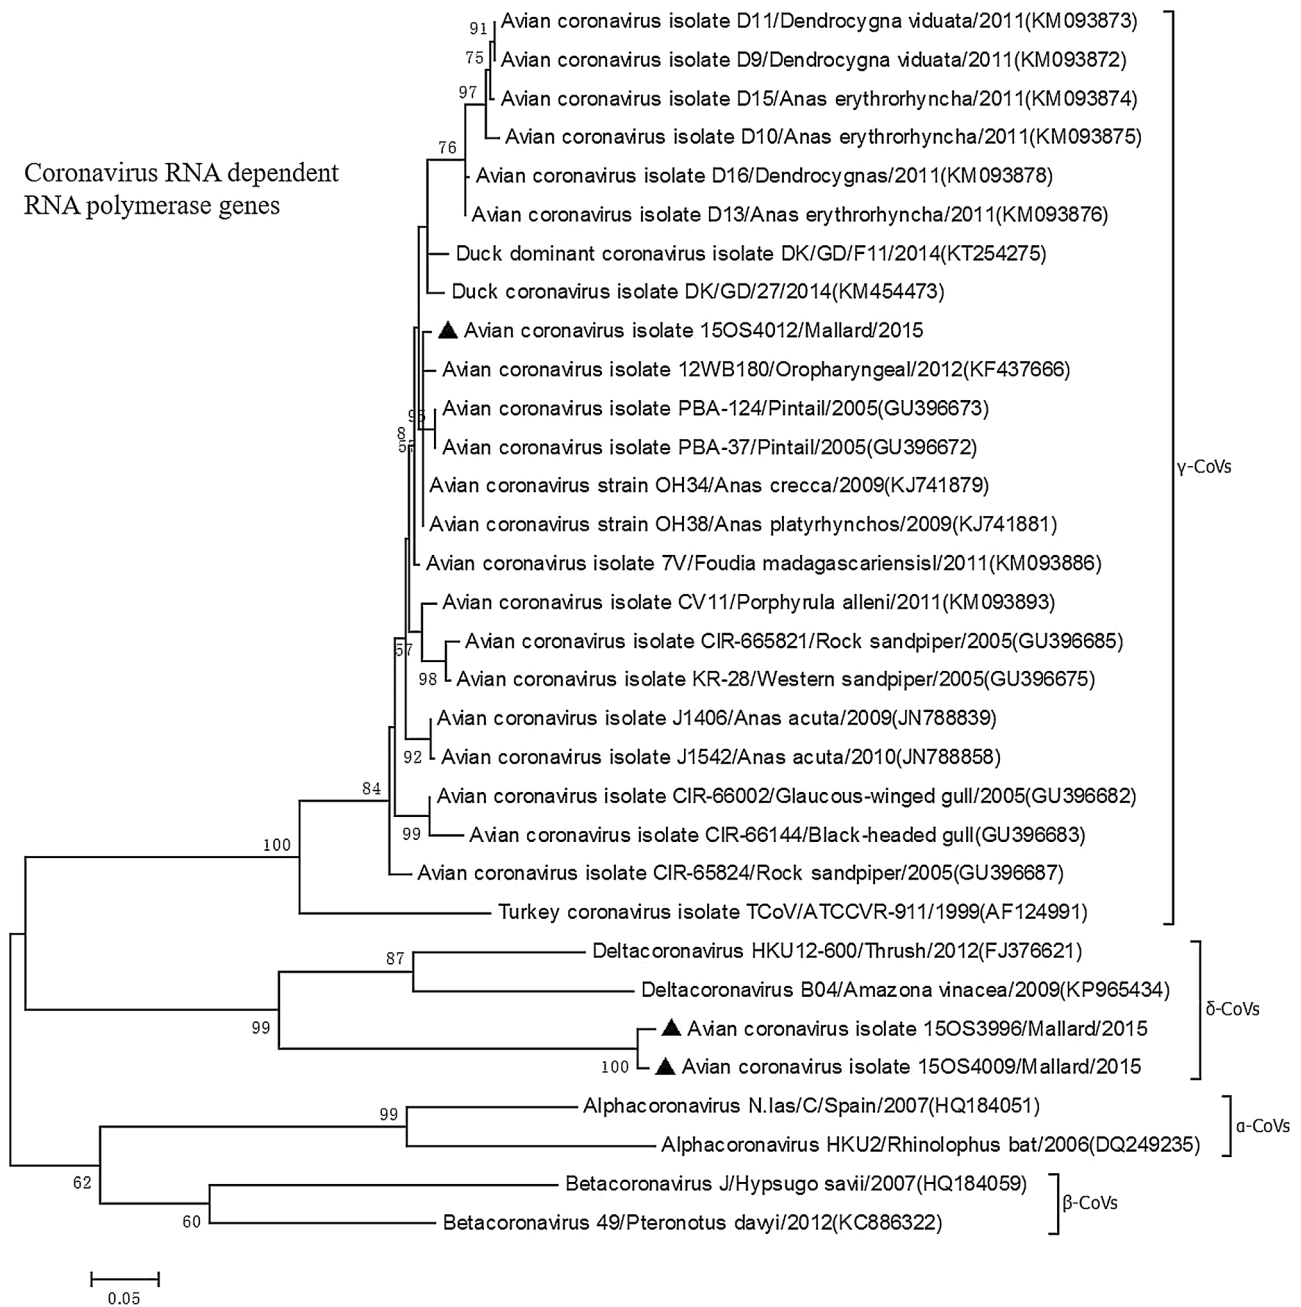 91
Avian coronavirus isolate D11/Dendrocygna viduata/2011(KM093873)
75
Avian coronavirus isolate D9/Dendrocygna viduata/2011(KM093872)
97
Avian coronavirus isolate D15/Anas erythrorhyncha/2011(KM093874)
Avian coronavirus isolate D10/Anas erythrorhyncha/2011(KM093875)
76
Coronavirus RNA dependent
RNA polymerase genes
Avian coronavirus isolate D16/Dendrocygnas/2011(KM093878)
Avian coronavirus isolate D13/Anas erythrorhyncha/2011(KM093876)
Duck dominant coronavirus isolate DK/GD/F11/2014(KT254275)
Duck coronavirus isolate DK/GD/27/2014(KM454473)
Avian coronavirus isolate 15OS4012/Mallard/2015
Avian coronavirus isolate 12WB180/Oropharyngeal/2012(KF437666)
Avian coronavirus isolate PBA-124/Pintail/2005(GU396673)
8
Avian coronavirus isolate PBA-37/Pintail/2005(GU396672)
γ-CoVs
Avian coronavirus strain OH34/Anas crecca/2009(KJ741879)
Avian coronavirus strain OH38/Anas platyrhynchos/2009(KJ741881)
Avian coronavirus isolate 7V/Foudia madagascariensisl/2011(KM093886)
Avian coronavirus isolate CV11/Porphyrula alleni/2011(KM093893)
Avian coronavirus isolate CIR-665821/Rock sandpiper/2005(GU396685)
57
98
Avian coronavirus isolate KR-28/Western sandpiper/2005(GU396675)
Avian coronavirus isolate J1406/Anas acuta/2009(JN788839)
92
Avian coronavirus isolate J1542/Anas acuta/2010(JN788858)
84
Avian coronavirus isolate CIR-66002/Glaucous-winged gull/2005(GU396682)
99
Avian coronavirus isolate CIR-66144/Black-headed gull(GU396683)
100
Avian coronavirus isolate CIR-65824/Rock sandpiper/2005(GU396687)
Turkey coronavirus isolate TCoV/ATCCVR-911/1999(AF124991)
87
Deltacoronavirus HKU12-600/Thrush/2012(FJ376621)
Deltacoronavirus B04/Amazona vinacea/2009(KP965434)
δ-CoVs
99
Avian coronavirus isolate 15OS3996/Mallard/2015
100
Avian coronavirus isolate 15OS4009/Mallard/2015
99
Alphacoronavirus N.las/C/Spain/2007(HQ184051)
α-CoVs
Alphacoronavirus HKU2/Rhinolophus bat/2006(DQ249235)
62
Betacoronavirus J/Hypsugo savii/2007(HQ184059)
β-CoVs
60
Betacoronavirus 49/Pteronotus davyi/2012(KC886322)
0.05